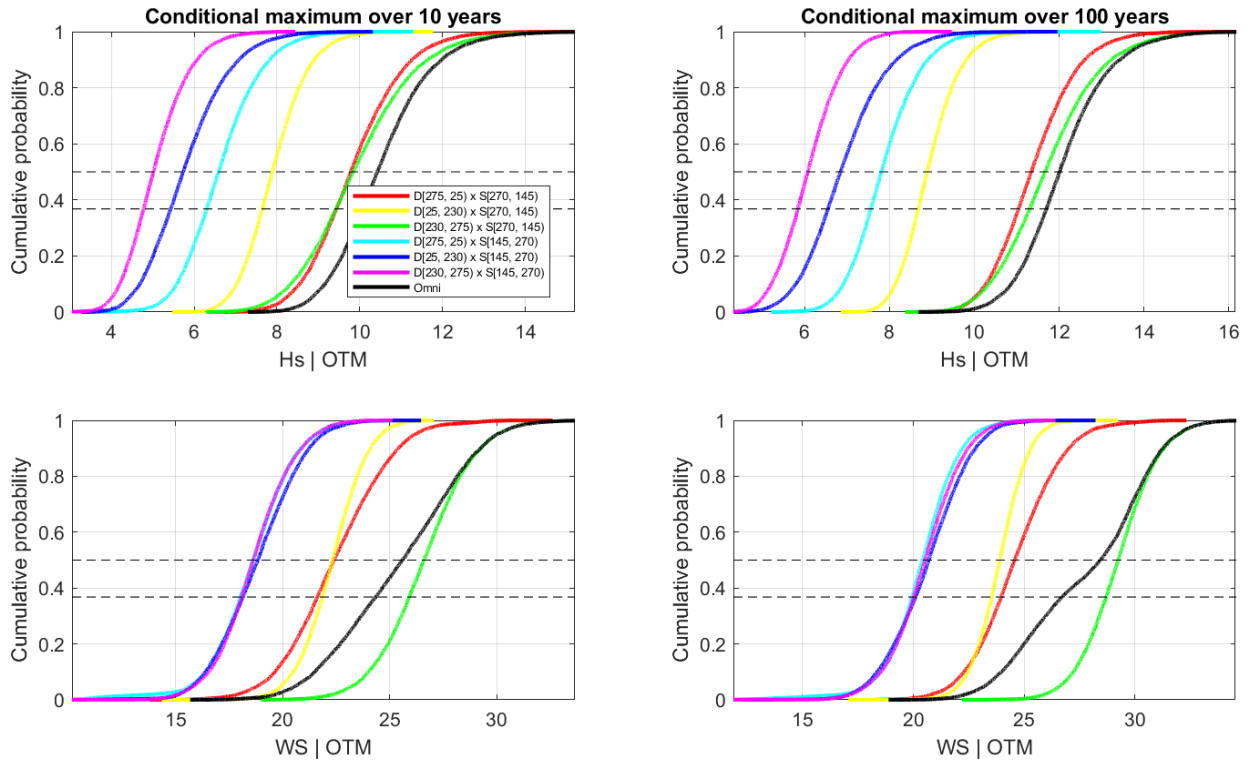 Conditional maximum over 10 years
Cumulative probability
1
0.8
0.6
0.4
0.2
0
4 6 8 10 12 14
Hs | OTM
D[275, 25) x S[270, 145)
D[25, 230) x S[270, 145)
D[230, 275) x S[270, 145)
D[275, 25) x S[145, 270)
D[25, 230) x S[145, 270)
D[230, 275) x S[145, 270)
Omni
Conditional maximum over 100 years
Cumulative probability
1
0.8
0.6
0.4
0.2
0
6 8 10 12 14 16
Hs | OTM
Cumulative probability
1
0.8
0.6
0.4
0.2
0
15 20 25 30
WS | OTM
Cumulative probability
1
0.8
0.6
0.4
0.2
0
15 20 25 30
WS | OTM